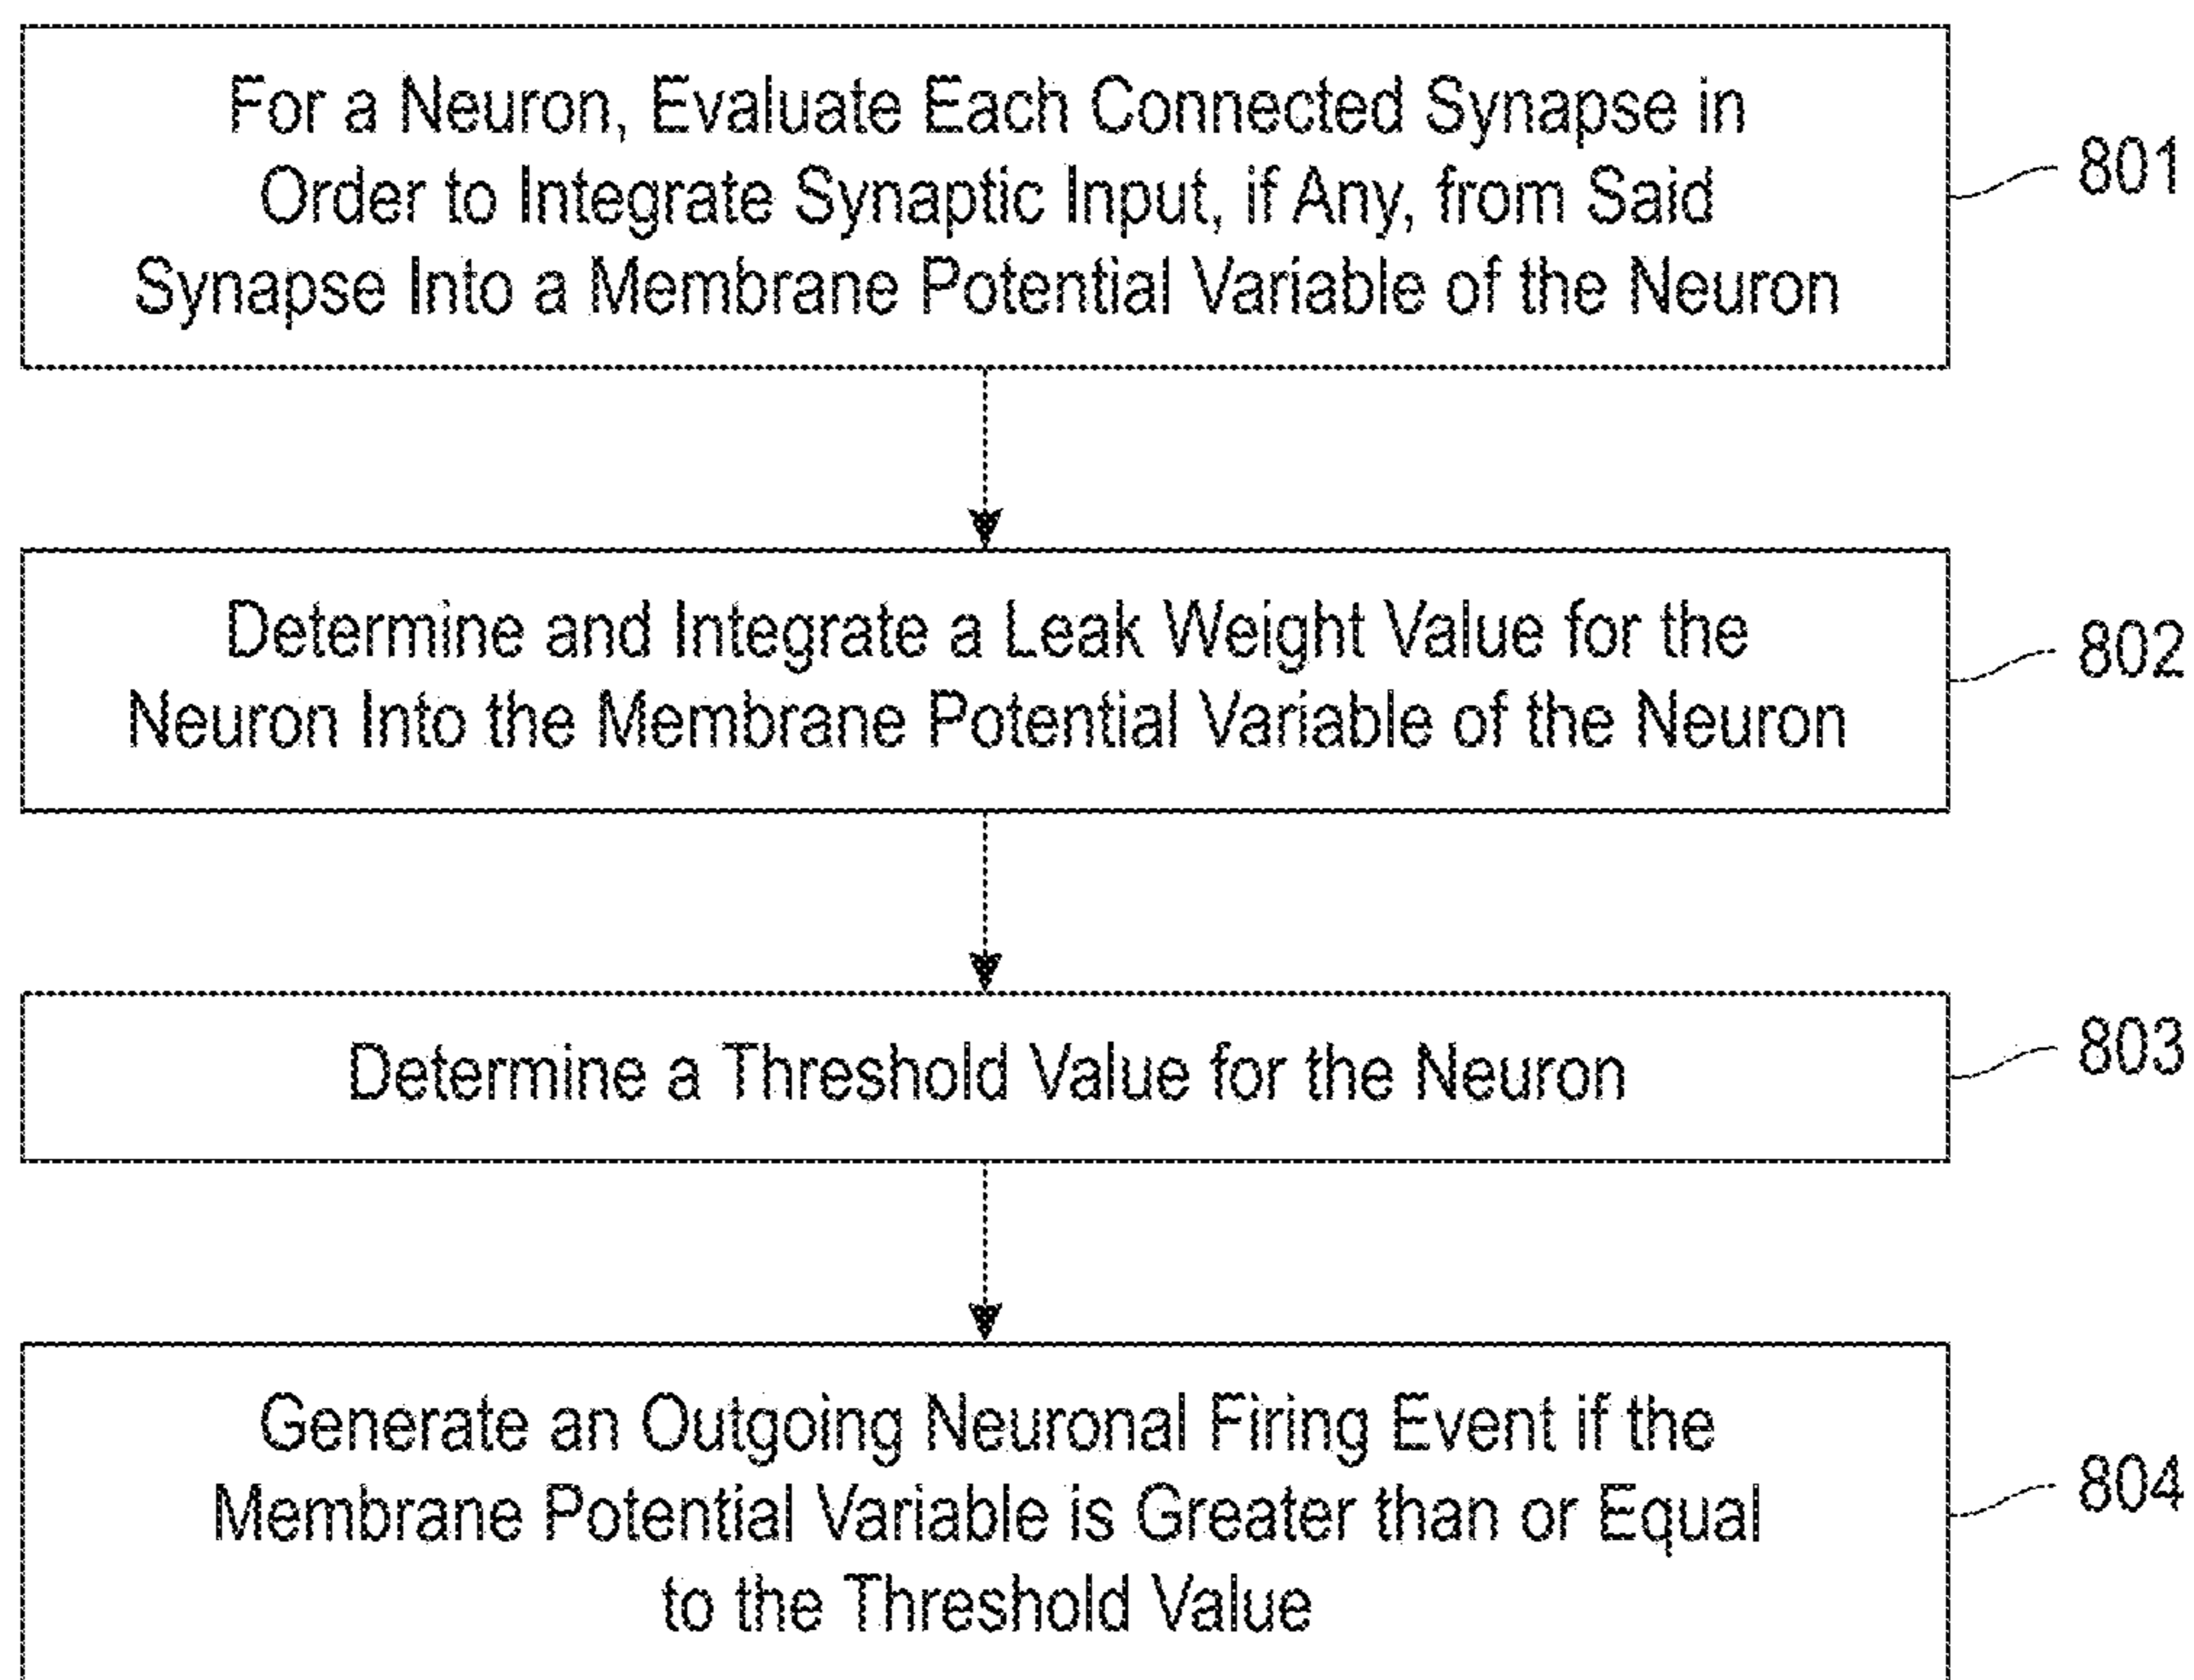 For a Neuron, Evaluate Each Connected Synapse in
Order to Integrate Synaptic Input, if Any, from Said
Synapse Into a Membrane Potential Variable of the Neuron
801
Determine and Integrate a Leak Weight Value for the
Neuron Into the Membrane Potential Variable of the Neuron
802
Determine a Threshold Value for the Neuron
803
Generate an Outgoing Neuronal Firing Event if the
Membrane Potential Variable is Greater than or Equal
to the Threshold Value
804